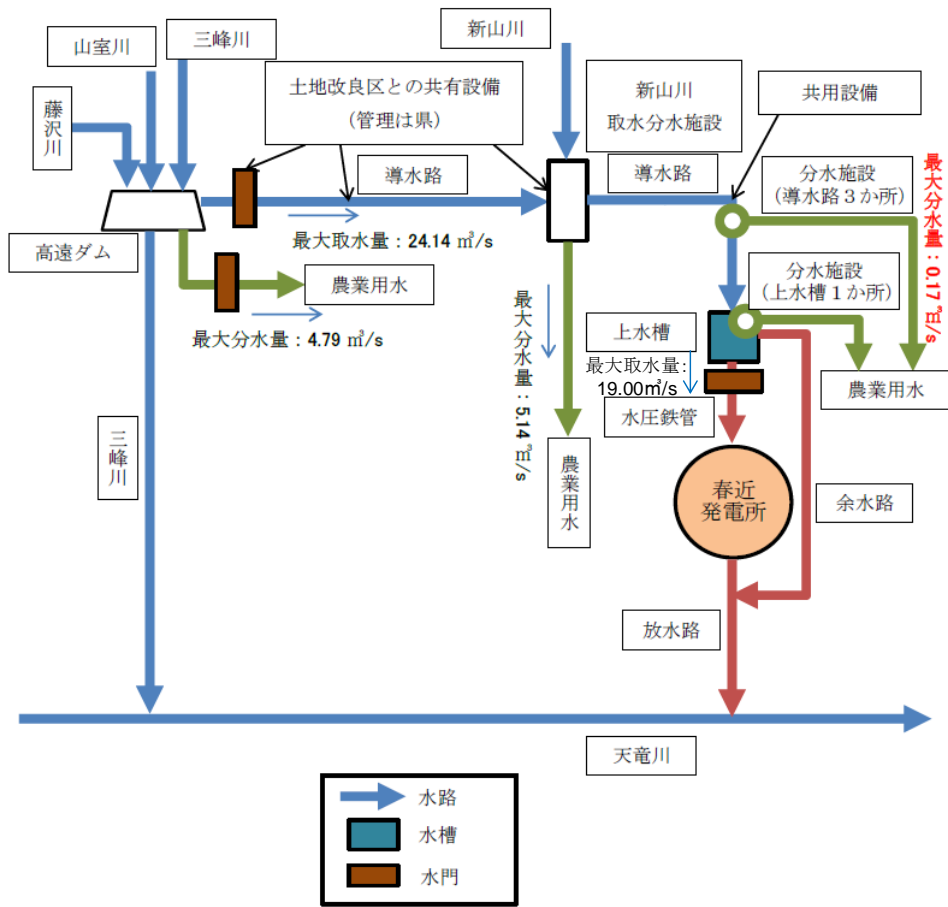 山室川
三峰川
新山川
藤沢川
土地改良区との共有設備
（管理は県）
新山川
取水分水施設
共用設備
導水路
導水路
分水施設
（導水路３か所）
最大分水量：0.17 ㎥/s
高遠ダム
最大取水量：24.14 ㎥/s
農業用水
最大分水量：4.79 ㎥/s
最大分水量：5.14 ㎥/s
分水施設
（上水槽１か所）
上水槽
最大取水量：
19.00㎥/s
農業用水
水圧鉄管
三峰川
農業用水
春近
発電所
余水路
放水路
天竜川
水路
水槽
水門